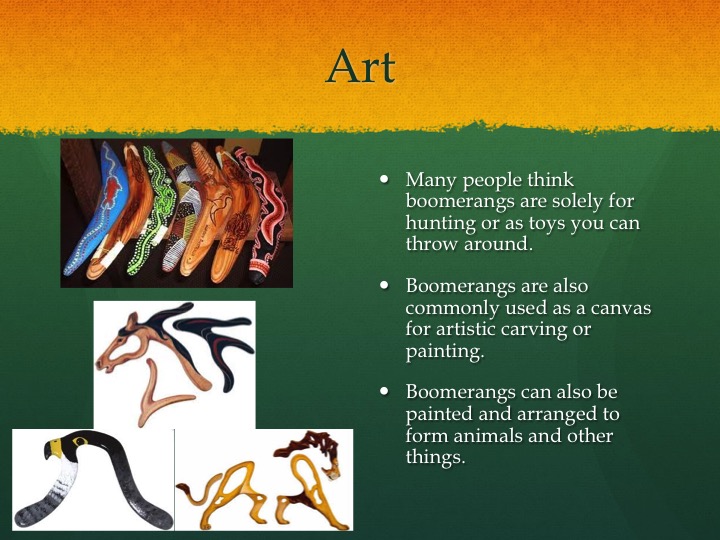 Art
• Many people think
boomerangs are solely for
hunting or as toys you can
throw around.
• Boomerangs are also
commonly used as a canvas
for artistic carving or
painting.
• Boomerangs can also be
painted and arranged to
form animals and other
things.